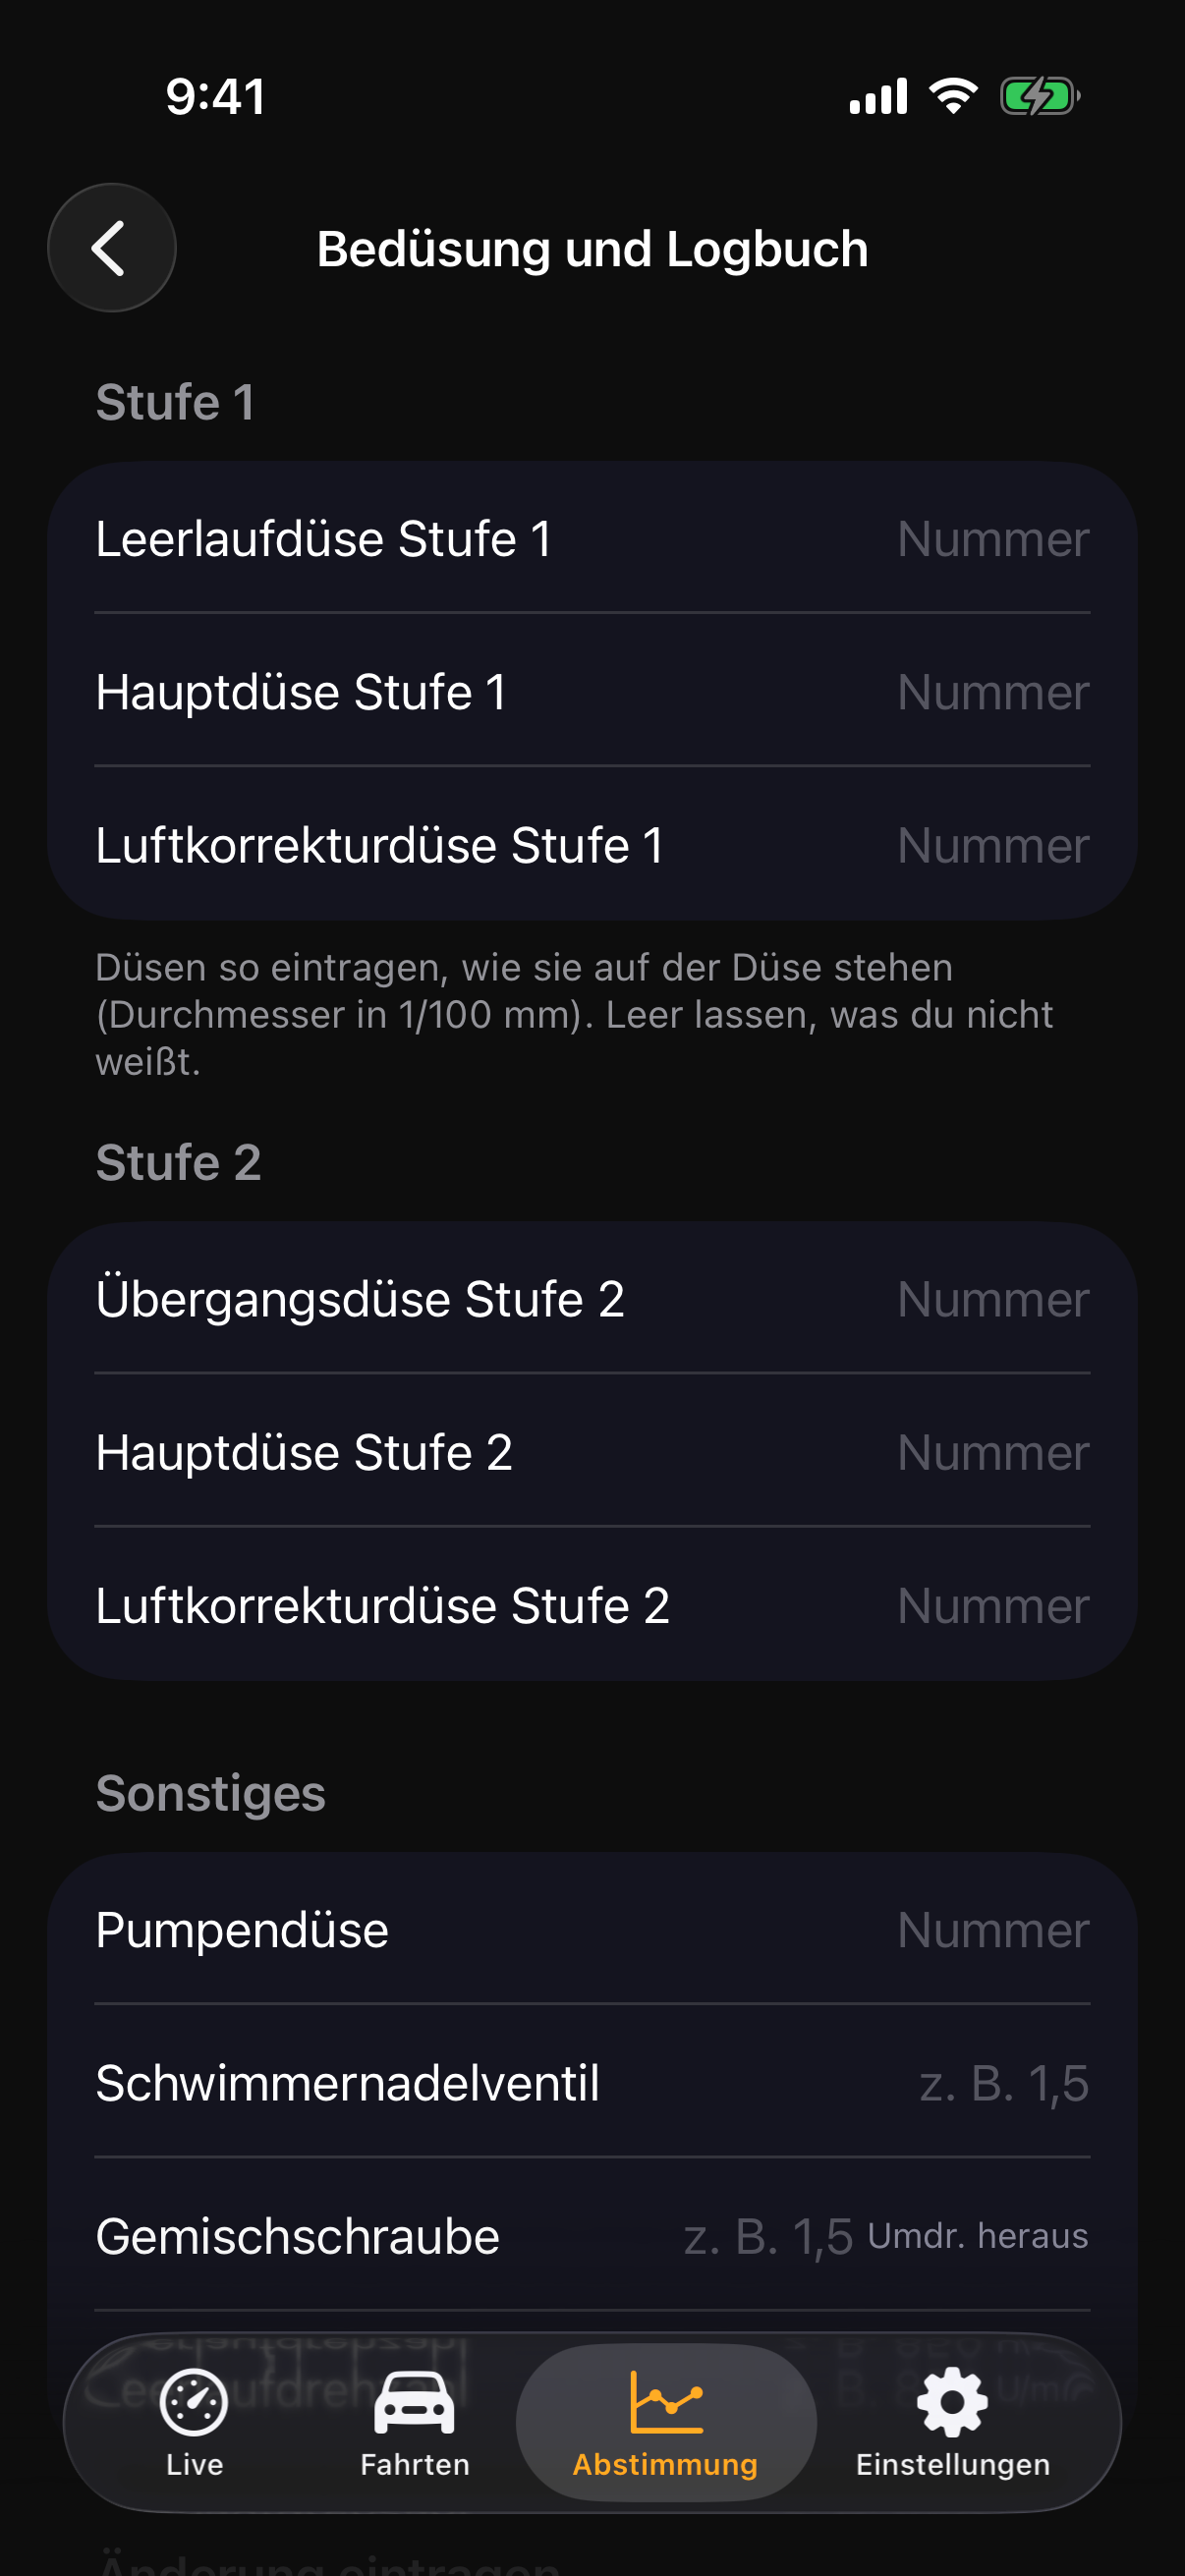 9:41
Bedüsung und Logbuch
Stufe 1
Leerlaufdüse Stufe 1 Nummer
Hauptdüse Stufe 1 Nummer
Luftkorrekturdüse Stufe 1 Nummer
Düsen so eintragen, wie sie auf der Düse stehen
(Durchmesser in 1/100 mm). Leer lassen, was du nicht
weißt.
Stufe 2
Übergangsdüse Stufe 2 Nummer
Hauptdüse Stufe 2 Nummer
Luftkorrekturdüse Stufe 2 Nummer
Sonstiges
Pumpendüse Nummer
Schwimmernadelventil z. B. 1,5
Gemischschraube z. B. 1,5 Umdr. heraus
Live Fahrten Abstimmung Einstellungen
Änderung eintragen